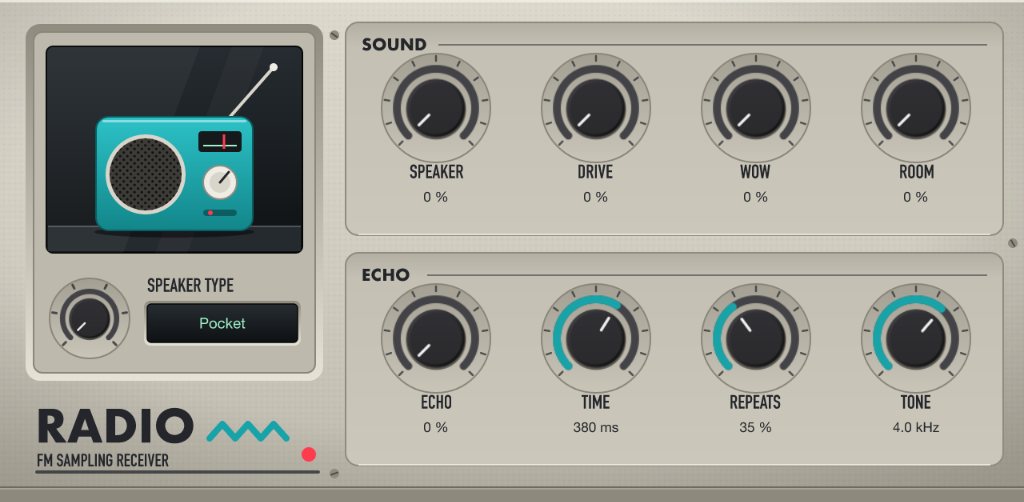 SOUND
SPEAKER DRIVE WOW ROOM
0 % 0 % 0 % 0 %
SPEAKER TYPE
Pocket
ECHO
ECHO TIME REPEATS TONE
0 % 380 ms 35 % 4.0 kHz
RADIO
FM SAMPLING RECEIVER